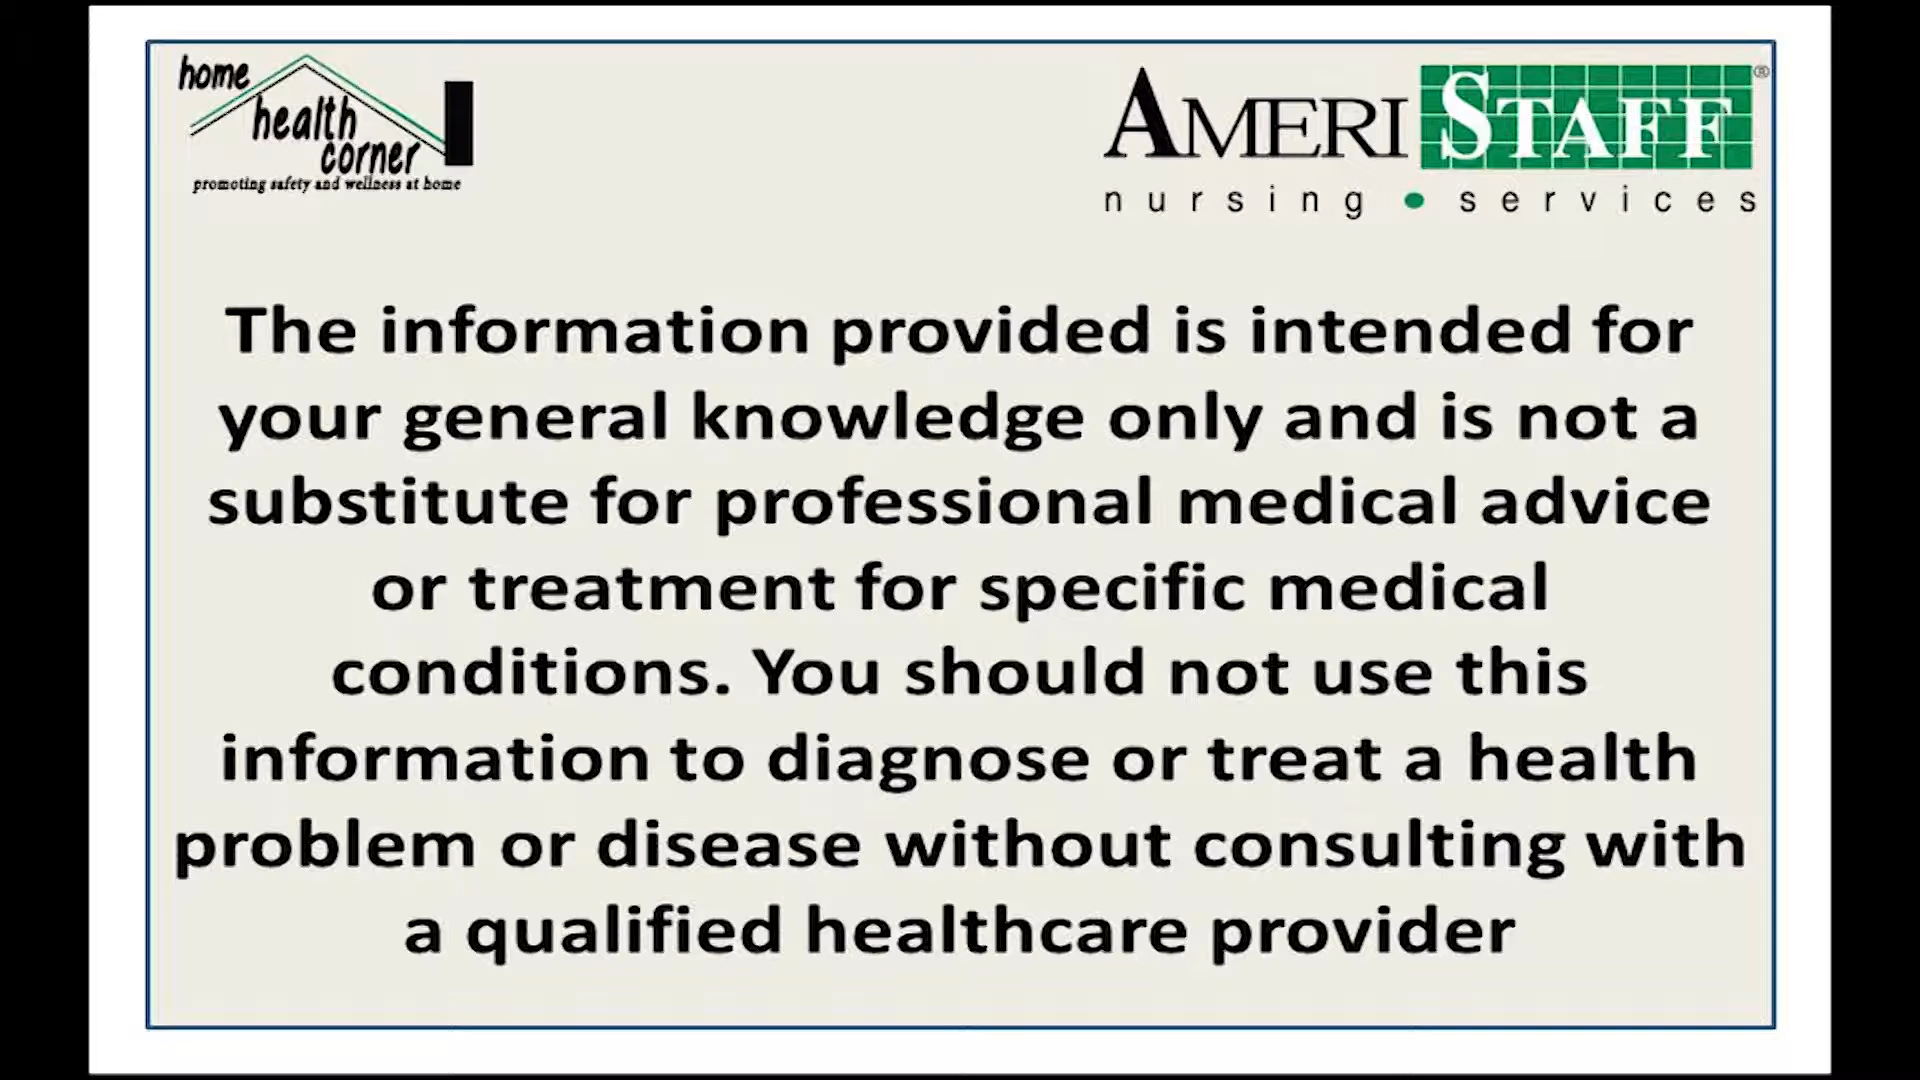 home
health
corner
promoting safety and wellness at home
AMERISTAFF®
nursing • services
The information provided is intended for
your general knowledge only and is not a
substitute for professional medical advice
or treatment for specific medical
conditions. You should not use this
information to diagnose or treat a health
problem or disease without consulting with
a qualified healthcare provider